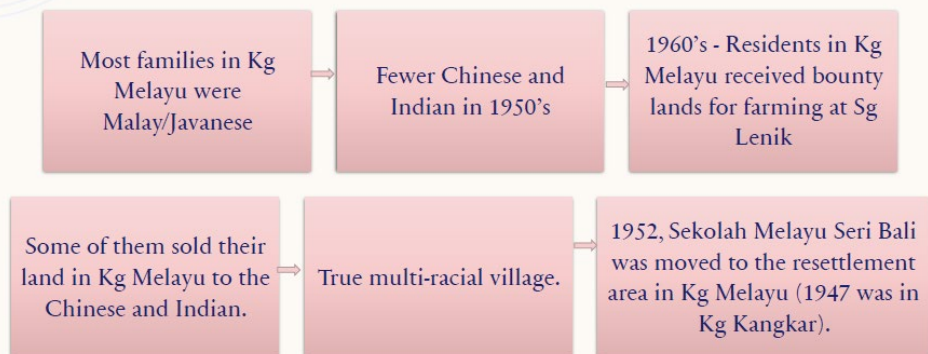 Most families in Kg
Melayu were
Malay/Javanese
Fewer Chinese and
Indian in 1950's
1960's - Residents in Kg
Melayu received bounty
lands for farming at Sg
Lenik
Some of them sold their
land in Kg Melayu to the
Chinese and Indian.
True multi-racial village.
1952, Sekolah Melayu Seri Bali
was moved to the resettlement
area in Kg Melayu (1947 was in
Kg Kangkar).